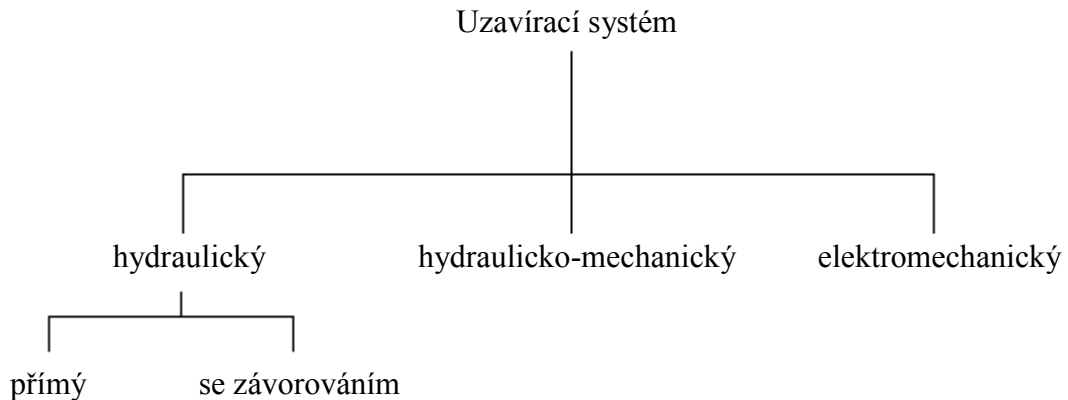 Uzavírací systém
hydraulický hydraulicko-mechanický elektromechanický
přímý se závorováním